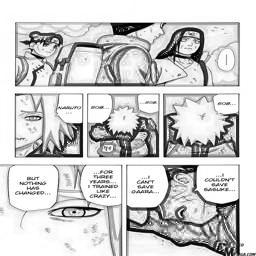 !
SOB...
SOB...
NARUTO
...
I
COULDN'T
SAVE
SASUKE...
I
CAN'T
SAVE
GAARA...
...FOR
THREE
YEARS...
I TRAINED
LIKE
CRAZY...
BUT
NOTHING
HAS
CHANGED...